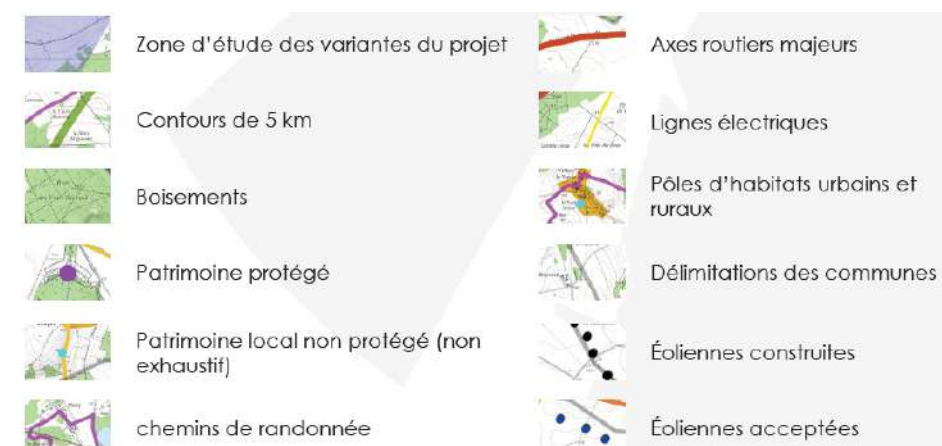 Zone d'étude des variantes du projet
Contours de 5 km
Boisements
Patrimoine protégé
Patrimoine local non protégé (non
exhaustif)
chemins de randonnée
Axes routiers majeurs
Lignes électriques
Pôles d'habitats urbains et
ruraux
Délimitations des communes
Éoliennes construites
Éoliennes acceptées